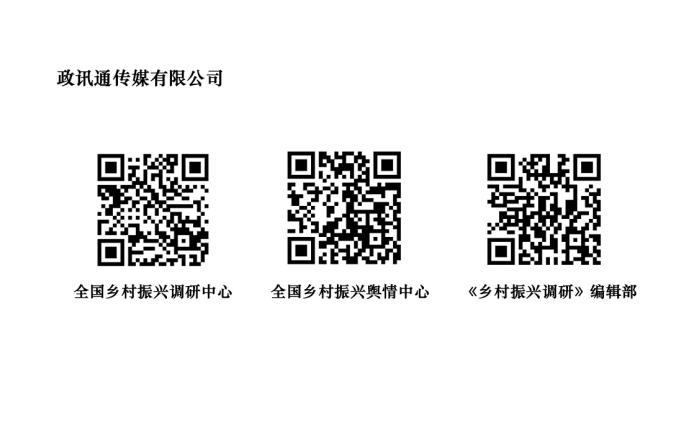 政讯通传媒有限公司
全国乡村振兴调研中心
全国乡村振兴舆情中心
《乡村振兴调研》编辑部